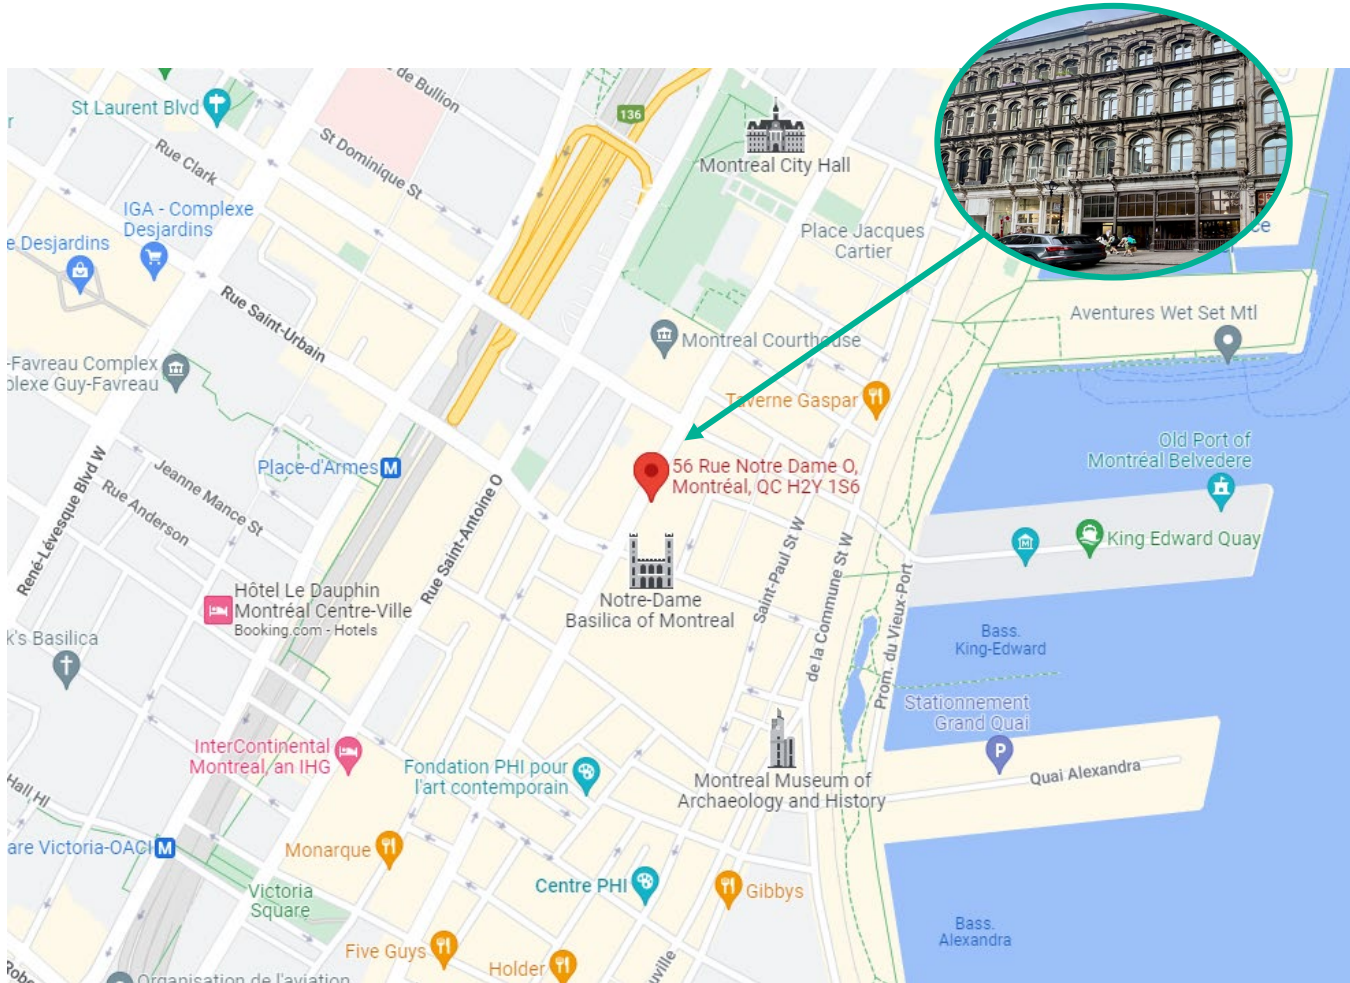 de Bullion
136
St Laurent Blvd
St Dominique St
Rue Clark
Montreal City Hall
IGA - Complexe
Desjardins
e Desjardins
Place Jacques
Cartier
ce
Rue Saint-Urbain
Aventures Wet Set Mtl
Montreal Courthouse
-Favreau Complex
plexe Guy-Favreau
Taverne Gaspar
Place-d'Armes M
56 Rue Notre Dame O,
Montréal, QC H2Y 1S6
Old Port of
Montréal Belvedere
René-Lévesque Blvd W
Jeanne Mance St
Rue Anderson
Rue Saint-Antoine O
King Edward Quay
Saint-Paul St W
de la Commune St W
Prom. du Vieux-Port
Hôtel Le Dauphin
Montréal Centre-Ville
Booking.com - Hotels
Notre-Dame
Basilica of Montreal
k's Basilica
Bass.
King-Edward
Stationnement
Grand Quai
P
InterContinental
Montreal, an IHG
Fondation PHI pour
l'art contemporain
Montreal Museum of
Archaeology and History
Quai Alexandra
Hall Hl
are Victoria-OACI M
Monarque
Victoria
Square
Centre PHI
Gibbys
Bass.
Alexandra
Five Guys
Holder
uville
Robe
Organisation de l'aviation